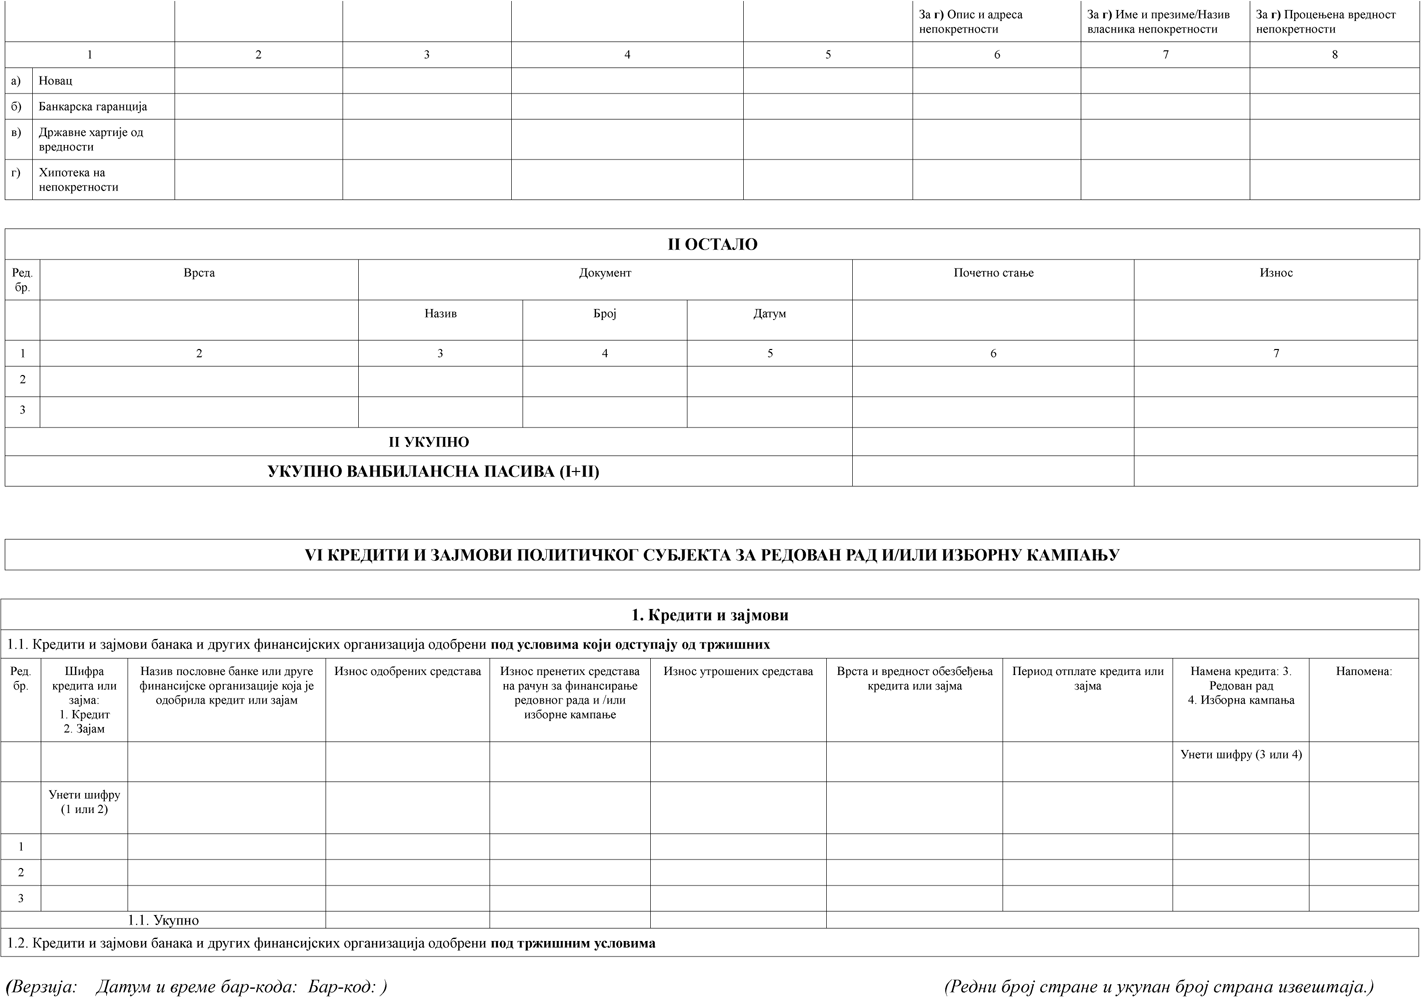 За г) Опис и адреса непокретности
За г) Име и презиме/Назив власника непокретности
За г) Процењена вредност непокретности
1 2 3 4 5 6 7 8
а) Новац
б) Банкарска гаранција
в) Државне хартије од вредности
г) Хипотека на непокретности
II ОСТАЛО
Ред. бр. Врста Документ Почетно стање Износ
Назив Број Датум
1 2 3 4 5 6 7
2
3
II УКУПНО
УКУПНО ВАНБИЛАНСНА ПАСИВА (I+II)
VI КРЕДИТИ И ЗАЈМОВИ ПОЛИТИЧКОГ СУБЈЕКТА ЗА РЕДОВАН РАД И/ИЛИ ИЗБОРНУ КАМПАЊУ
1. Кредити и зајмови
1.1. Кредити и зајмови банака и других финансијских организација одобрени под условима који одступају од тржишних
Ред. бр.
Шифра кредита или зајма: 1. Кредит 2. Зајам
Назив пословне банке или друге финансијске организације која је одобрила кредит или зајам
Износ одобрених средстава
Износ пренетих средстава на рачун за финансирање редовног рада и /или изборне кампање
Износ утрошених средстава
Врста и вредност обезбеђења кредита или зајма
Период отплате кредита или зајма
Намена кредита: 3. Редован рад 4. Изборна кампања
Напомена:
Унети шифру (3 или 4)
Унети шифру (1 или 2)
1
2
3
1.1. Укупно
1.2. Кредити и зајмови банака и других финансијских организација одобрени под тржишним условима
(Верзија: Датум и време бар-кода: Бар-код: )
(Редни број стране и укупан број страна извештаја.)